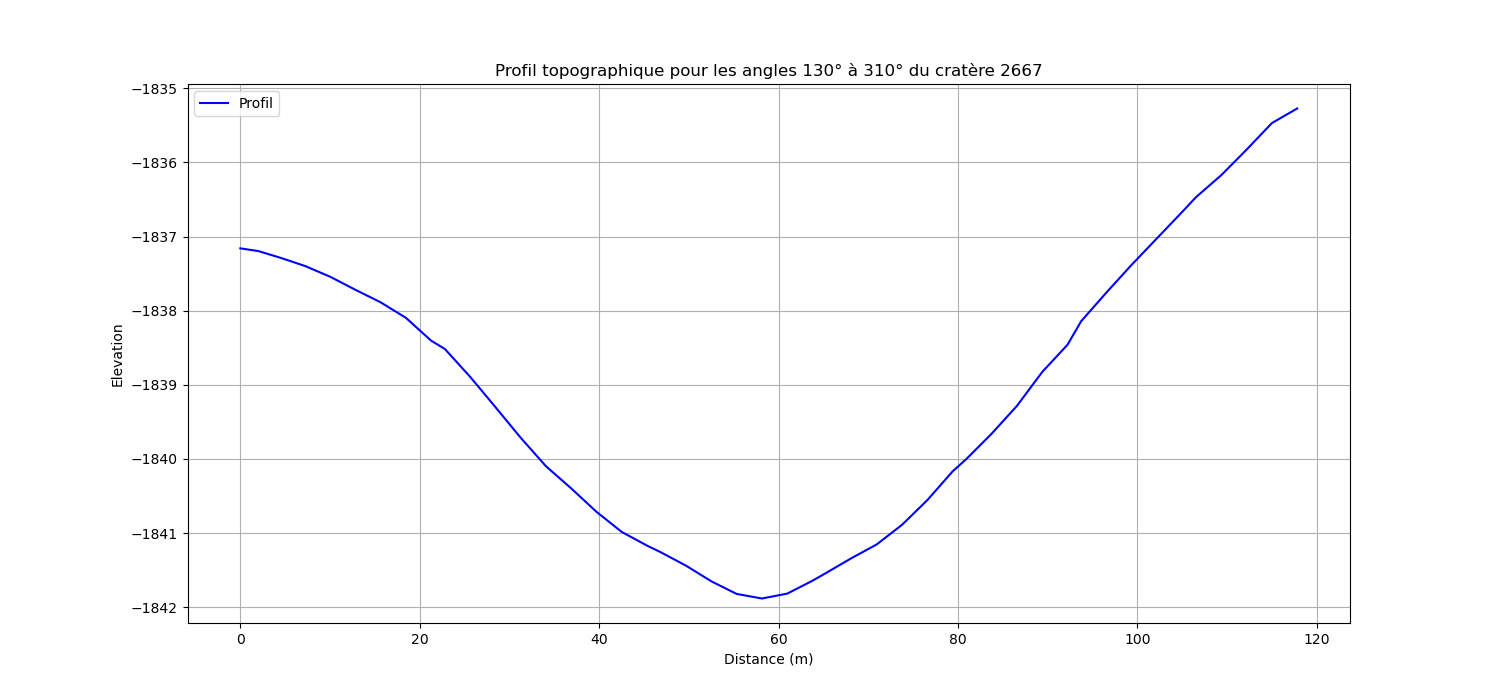 Profil topographique pour les angles 130° à 310° du cratère 2667
Profil
−1835
−1836
−1837
−1838
−1839
−1840
−1841
−1842
Elevation
0 20 40 60 80 100 120
Distance (m)